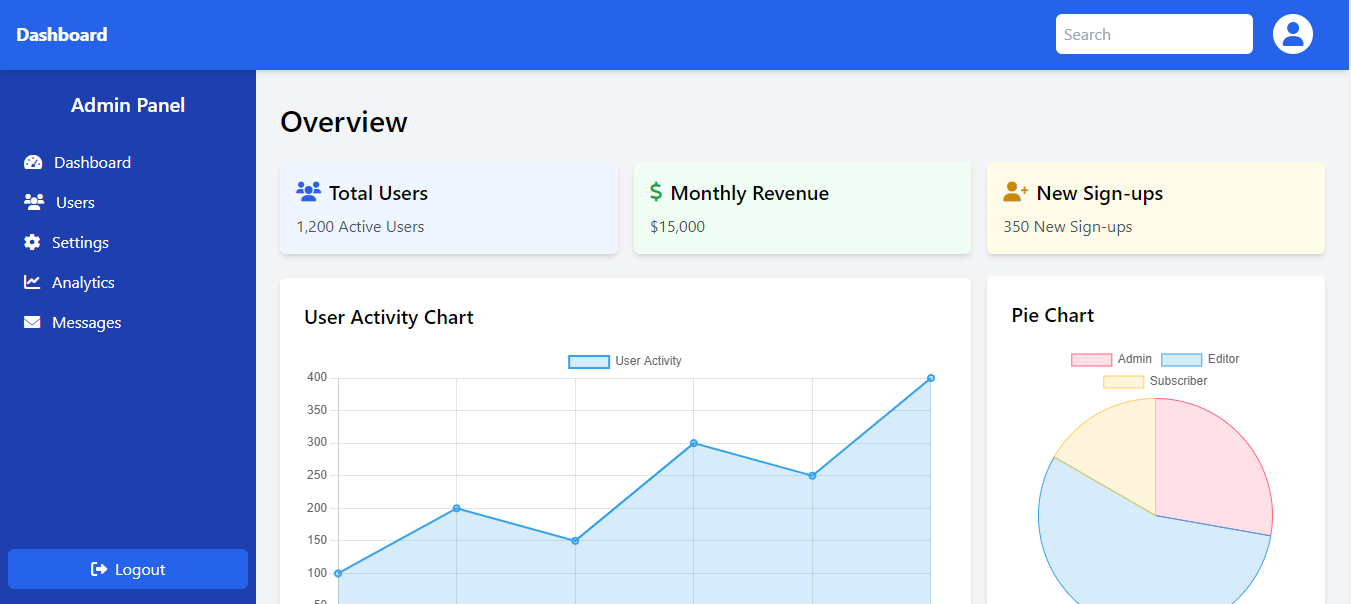 Dashboard
Search
Admin Panel
Dashboard
Users
Settings
Analytics
Messages
Logout
Overview
Total Users
1,200 Active Users
$ Monthly Revenue
$15,000
New Sign-ups
350 New Sign-ups
User Activity Chart
User Activity
400
350
300
250
200
150
100
50
Pie Chart
Admin Editor
Subscriber